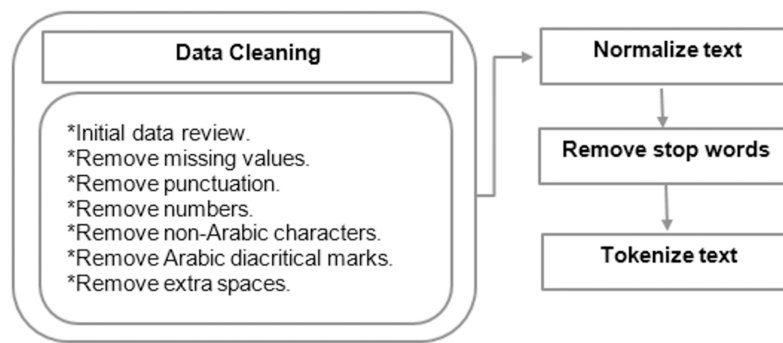 Data Cleaning
*Initial data review.
*Remove missing values.
*Remove punctuation.
*Remove numbers.
*Remove non-Arabic characters.
*Remove Arabic diacritical marks.
*Remove extra spaces.
Normalize text
Remove stop words
Tokenize text